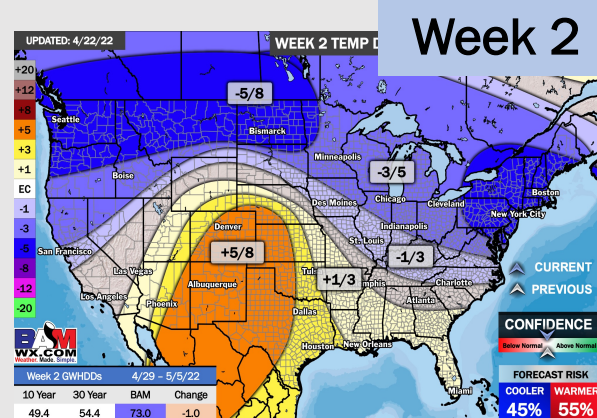 Week 2
UPDATED: 4/22/22
WEEK 2 TEMP D
+20
+12
+8
+5
+3
+1
EC
-1
-3
-5
-8
-12
-20
-5/8
Seattle
Bismarck
Minneapolis
-3/5
Boise
Boston
Des Moines
Chicago
Cleveland
New York City
Denver
Indianapolis
San Francisco
St. Louis
+5/8
-1/3
Las Vegas
Tul
+1/3
mphis
Charlotte
Albuquerque
Los Angeles
Atlanta
Phoenix
Dallas
Houston
New Orleans
Miami
CURRENT
PREVIOUS
CONFIDENCE
Below Normal
Above Normal
BAM
WX.COM
Weather. Made. Simple.
Week 2 GWHDDs
4/29 - 5/5/22
10 Year
30 Year
BAM
Change
49.4
54.4
73.0
-1.0
FORECAST RISK
COOLER
WARMER
45%
55%